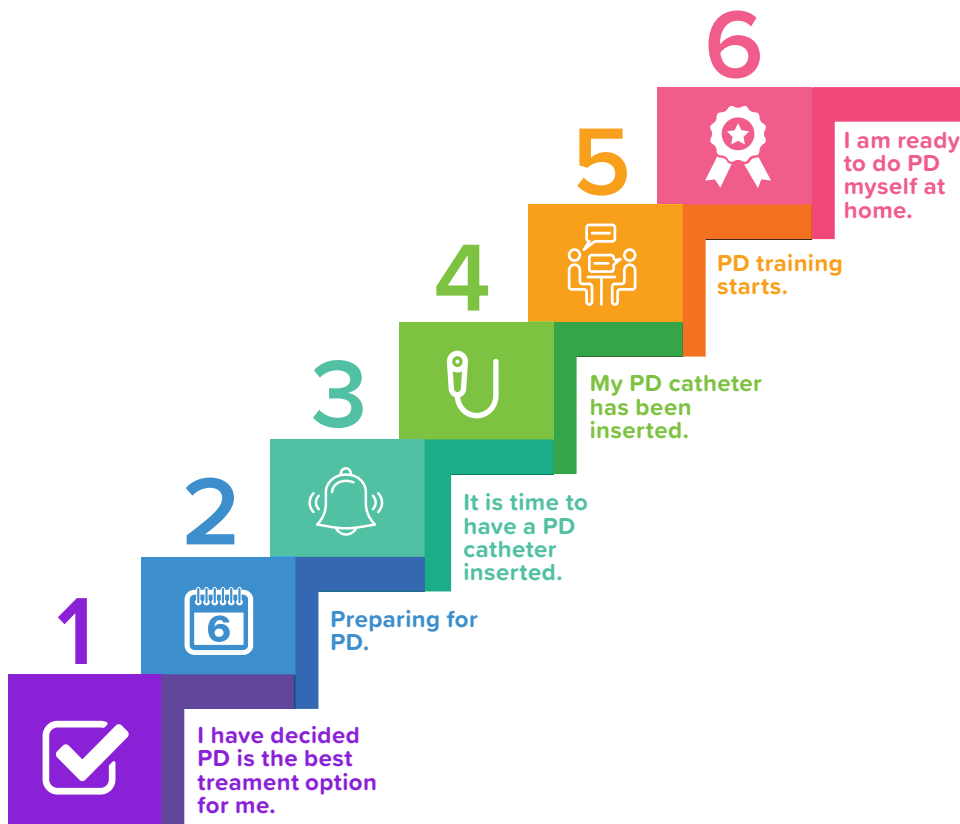 1
I have decided
PD is the best
treament option
for me.
2
6
Preparing for
PD.
3
It is time to
have a PD
catheter
inserted.
4
My PD catheter
has been
inserted.
5
PD training
starts.
6
I am ready
to do PD
myself at
home.